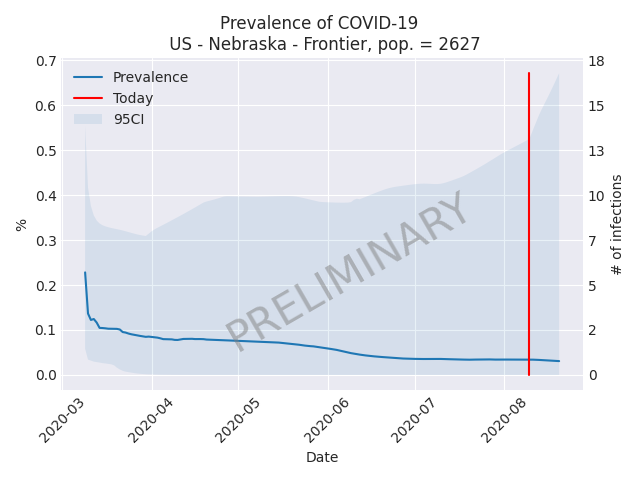 Prevalence of COVID-19
US - Nebraska - Frontier, pop. = 2627
0.7
0.6
0.5
0.4
0.3
0.2
0.1
0.0
%
Prevalence
Today
95CI
PRELIMINARY
18
15
13
10
7
5
2
0
# of infections
2020-03
2020-04
2020-05
2020-06
2020-07
2020-08
Date